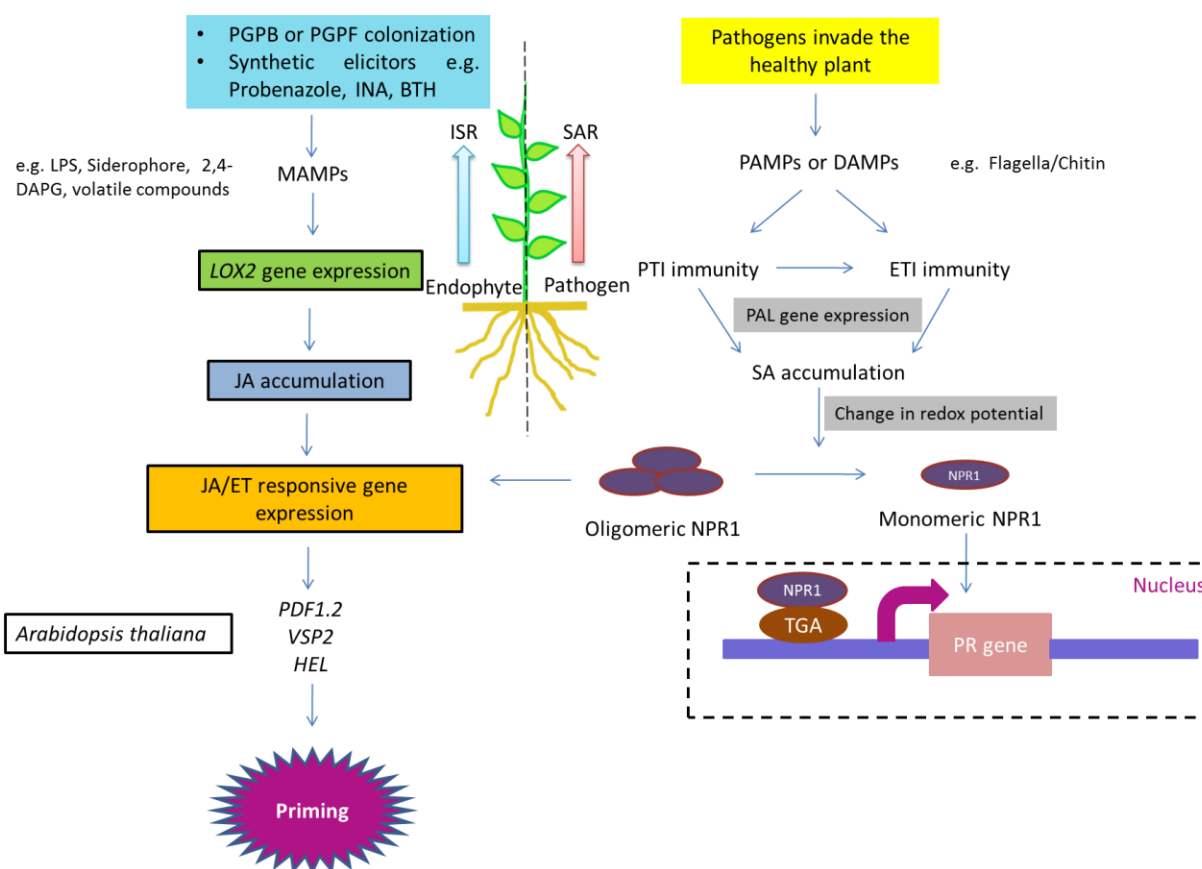 • PGPB or PGPF colonization
• Synthetic elicitors e.g.
Probenazole, INA, BTH
e.g. LPS, Siderophore, 2,4-
DAPG, volatile compounds
MAMPs
LOX2 gene expression
JA accumulation
JA/ET responsive gene
expression
Arabidopsis thaliana
PDF1.2
VSP2
HEL
Priming
ISR
SAR
Endophyte
Pathogen
Pathogens invade the
healthy plant
PAMPs or DAMPs
e.g. Flagella/Chitin
PTI immunity
ETI immunity
PAL gene expression
SA accumulation
Change in redox potential
Oligomeric NPR1
NPR1
Monomeric NPR1
Nucleus
NPR1
TGA
PR gene